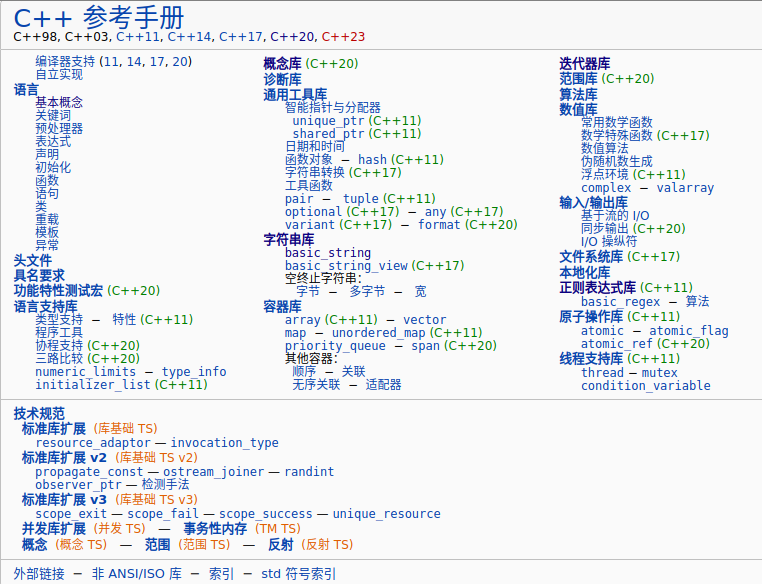 C++ 参考手册
C++98, C++03, C++11, C++14, C++17, C++20, C++23
编译器支持 (11, 14, 17, 20)
自立实现
语言
基本概念
关键词
预处理器
表达式
声明
初始化
函数
语句
类
重载
模板
异常
头文件
具名要求
功能特性测试宏 (C++20)
语言支持库
类型支持 − 特性 (C++11)
程序工具
协程支持 (C++20)
三路比较 (C++20)
numeric_limits − type_info
initializer_list (C++11)
概念库 (C++20)
诊断库
通用工具库
智能指针与分配器
unique_ptr (C++11)
shared_ptr (C++11)
日期和时间
函数对象 − hash (C++11)
字符串转换 (C++17)
工具函数
pair − tuple (C++11)
optional (C++17) − any (C++17)
variant (C++17) − format (C++20)
字符串库
basic_string
basic_string_view (C++17)
空终止字符串：
字节 − 多字节 − 宽
容器库
array (C++11) − vector
map − unordered_map (C++11)
priority_queue − span (C++20)
其他容器：
顺序 − 关联
无序关联 − 适配器
迭代器库
范围库 (C++20)
算法库
数值库
常用数学函数
数学特殊函数 (C++17)
数值算法
伪随机数生成
浮点环境 (C++11)
complex − valarray
输入/输出库
基于流的 I/O
同步输出 (C++20)
I/O 操纵符
文件系统库 (C++17)
本地化库
正则表达式库 (C++11)
basic_regex − 算法
原子操作库 (C++11)
atomic − atomic_flag
atomic_ref (C++20)
线程支持库 (C++11)
thread − mutex
condition_variable
技术规范
标准库扩展 (库基础 TS)
resource_adaptor — invocation_type
标准库扩展 v2 (库基础 TS v2)
propagate_const — ostream_joiner — randint
observer_ptr — 检测手法
标准库扩展 v3 (库基础 TS v3)
scope_exit — scope_fail — scope_success — unique_resource
并发库扩展 (并发 TS) — 事务性内存 (TM TS)
概念 (概念 TS) — 范围 (范围 TS) — 反射 (反射 TS)
外部链接 − 非 ANSI/ISO 库 − 索引 − std 符号索引